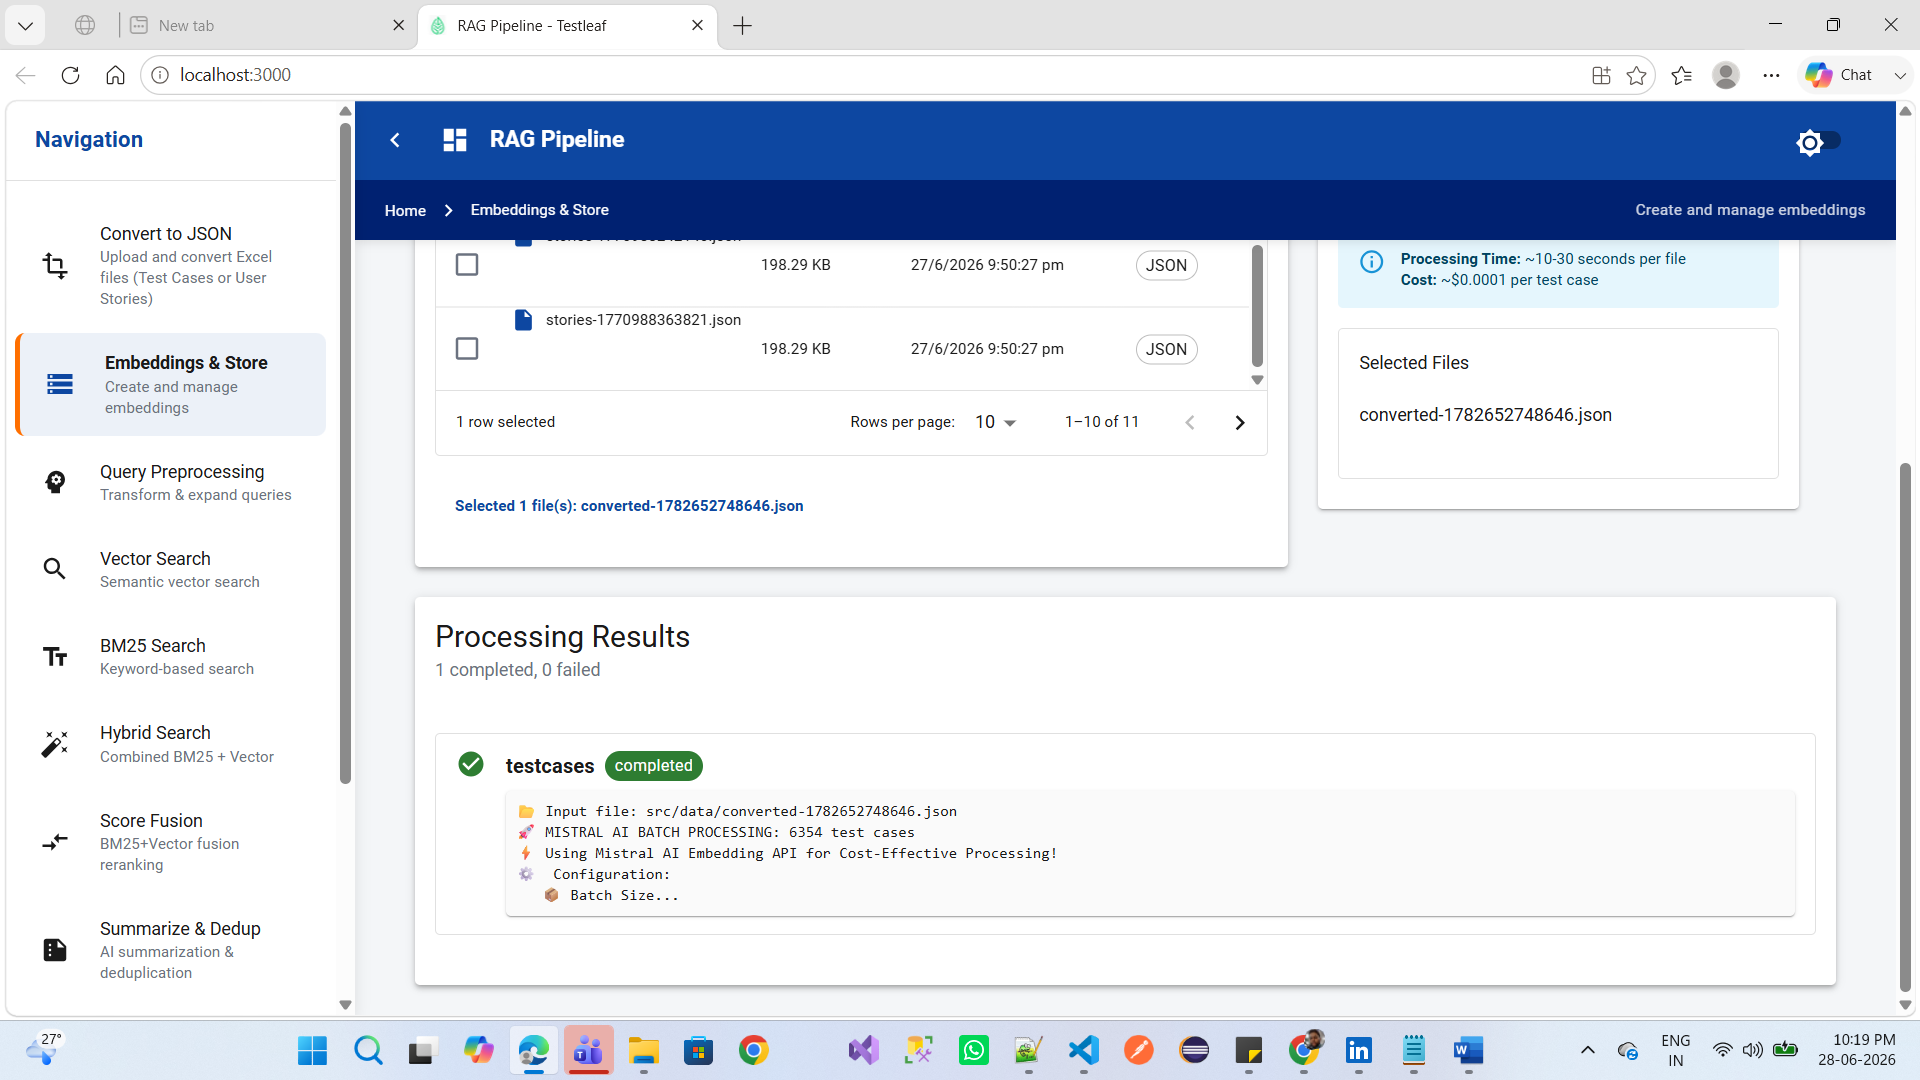 New tab
RAG Pipeline - Testleaf
localhost:3000
Chat
Navigation
Convert to JSON
Upload and convert Excel
files (Test Cases or User
Stories)
Embeddings & Store
Create and manage
embeddings
Query Preprocessing
Transform & expand queries
Vector Search
Semantic vector search
BM25 Search
Keyword-based search
Hybrid Search
Combined BM25 + Vector
Score Fusion
BM25+Vector fusion
reranking
Summarize & Dedup
AI summarization &
deduplication
RAG Pipeline
Home
Embeddings & Store
Create and manage embeddings
198.29 KB
27/6/2026 9:50:27 pm
JSON
stories-1770988363821.json
198.29 KB
27/6/2026 9:50:27 pm
JSON
1 row selected
Rows per page:
10
1–10 of 11
Selected 1 file(s): converted-1782652748646.json
Processing Time: ~10-30 seconds per file
Cost: ~$0.0001 per test case
Selected Files
converted-1782652748646.json
Processing Results
1 completed, 0 failed
testcases
completed
Input file: src/data/converted-1782652748646.json
MISTRAL AI BATCH PROCESSING: 6354 test cases
Using Mistral AI Embedding API for Cost-Effective Processing!
Configuration:
Batch Size...
27°
ENG
IN
10:19 PM
28-06-2026